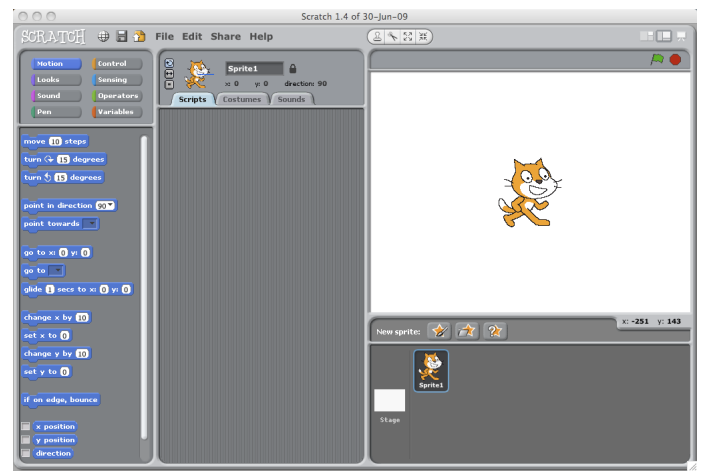 Scratch 1.4 of 30-Jun-09
SCRATCH File Edit Share Help
Motion Control
Looks Sensing
Sound Operators
Pen Variables
Sprite1
x: 0 y: 0 direction: 90
Scripts Costumes Sounds
move 10 steps
turn 15 degrees
turn 15 degrees
point in direction 90
point towards
go to x: 0 y: 0
go to
glide 1 secs to x: 0 y: 0
change x by 10
set x to 0
change y by 10
set y to 0
if on edge, bounce
x position
y position
direction
x: -251 y: 143
New sprite:
Sprite1
Stage